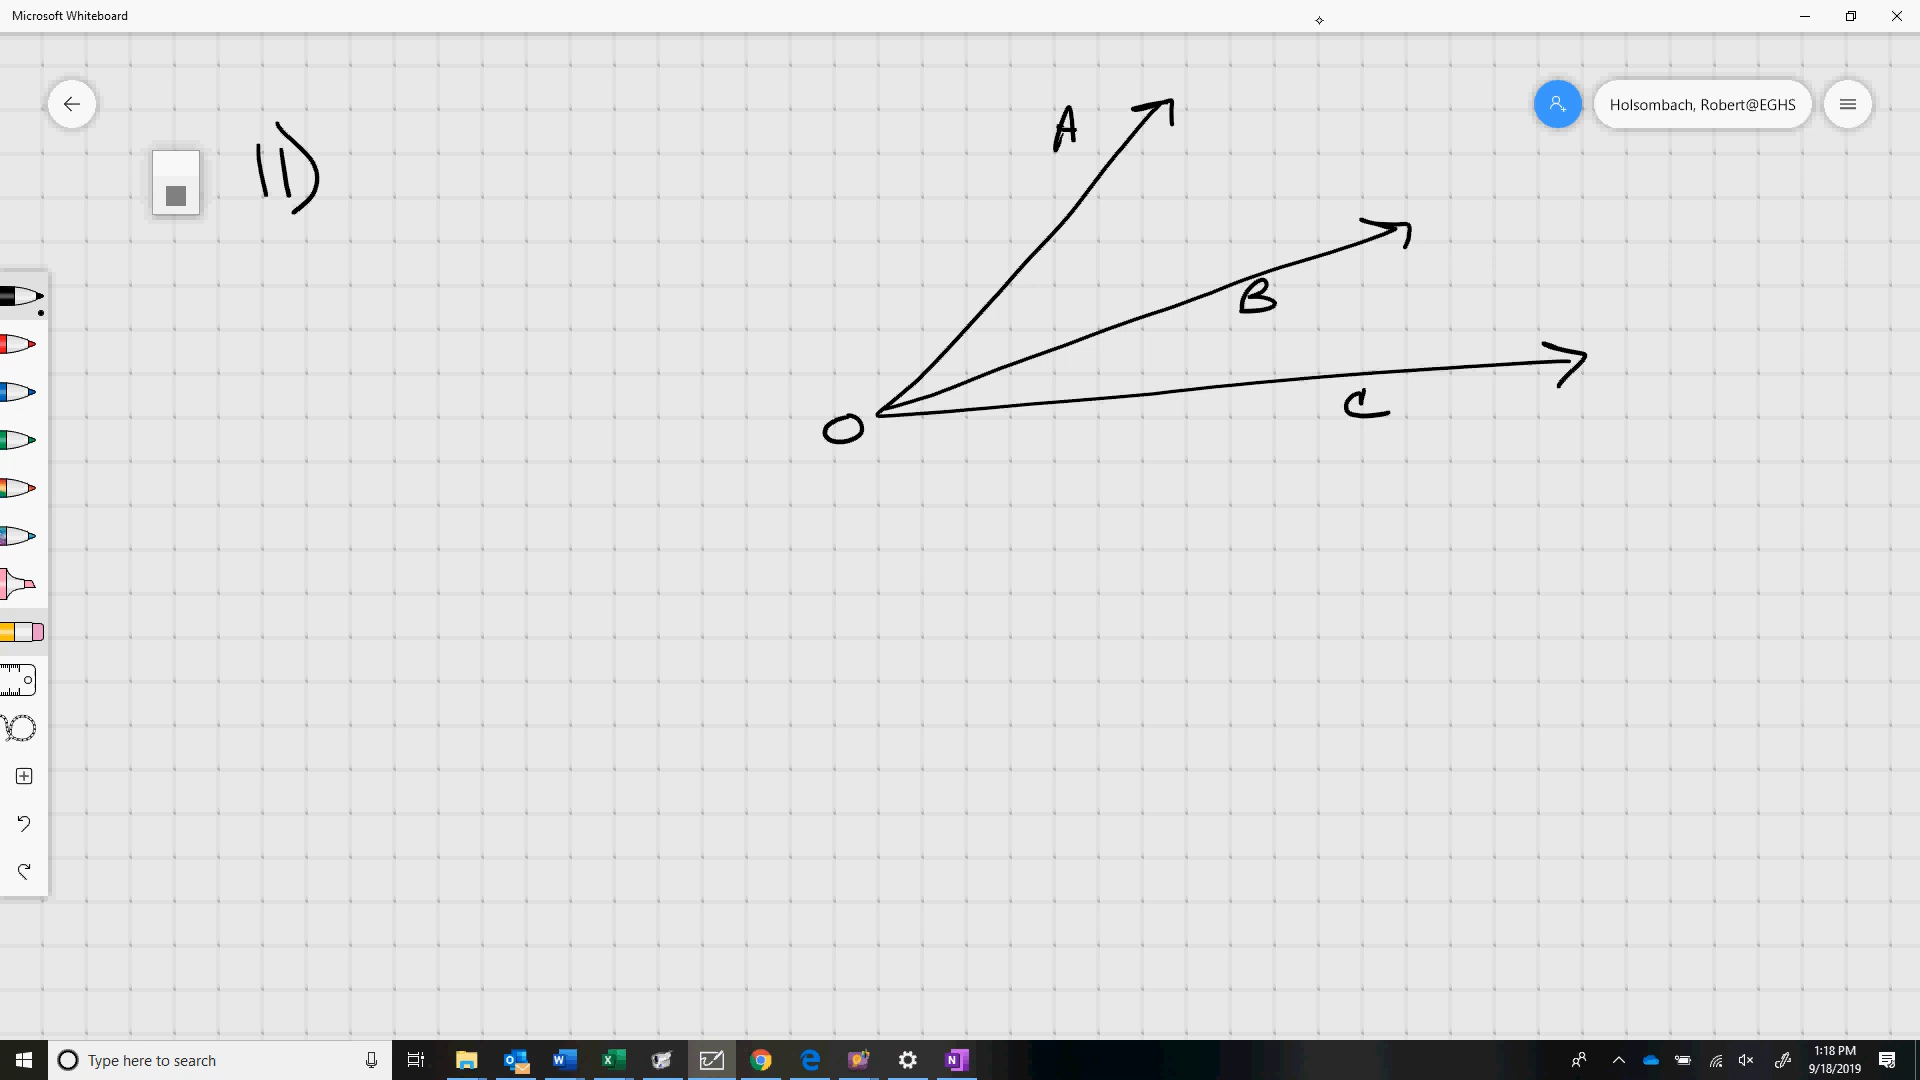 Microsoft Whiteboard
Holsombach, Robert@EGHS
11)
A
B
C
O
Type here to search
1:18 PM
9/18/2019